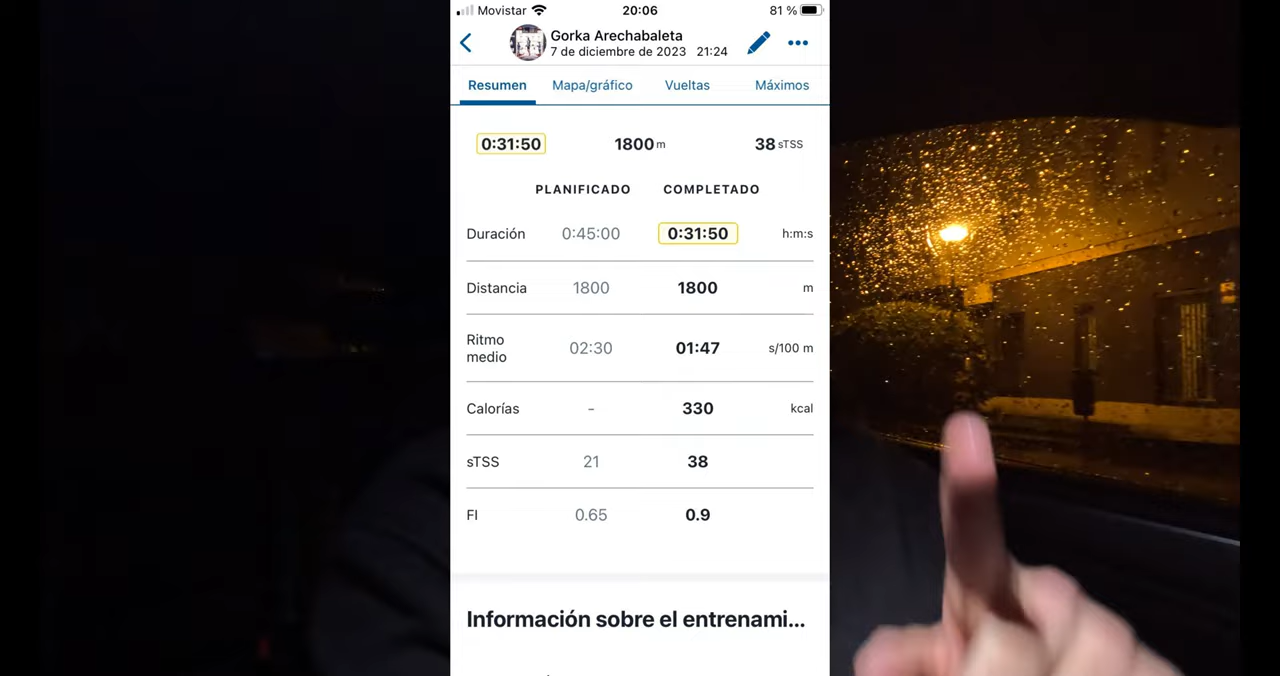 Movistar 20:06 81 %
Gorka Arechabaleta
7 de diciembre de 2023 21:24
Resumen Mapa/gráfico Vueltas Máximos
0:31:50 1800 m 38 sTSS
PLANIFICADO COMPLETADO
Duración 0:45:00 0:31:50 h:m:s
Distancia 1800 1800 m
Ritmo medio 02:30 01:47 s/100 m
Calorías - 330 kcal
sTSS 21 38
FI 0.65 0.9
Información sobre el entrenami...